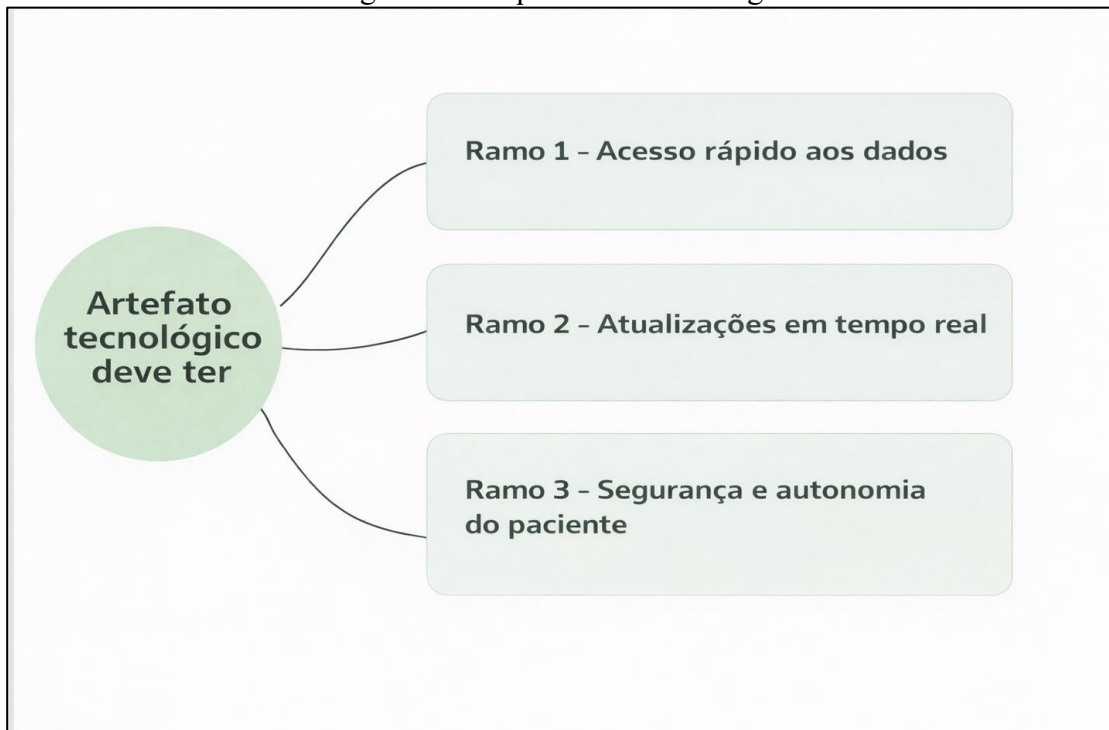 Artefato
tecnológico
deve ter
Ramo 1 – Acesso rápido aos dados
Ramo 2 – Atualizações em tempo real
Ramo 3 – Segurança e autonomia
do paciente